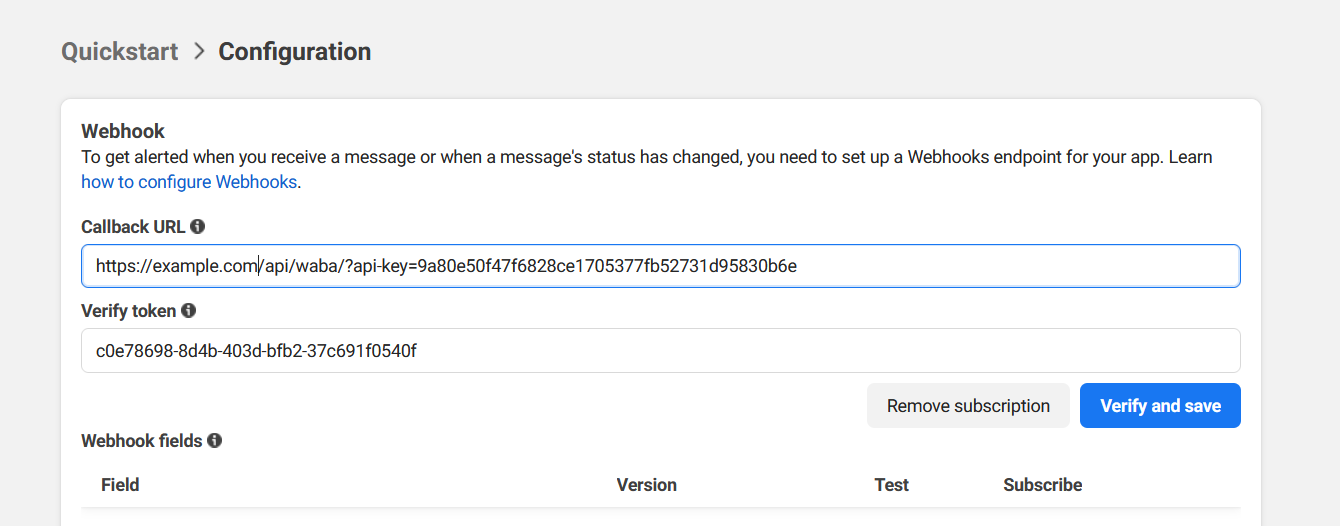 Quickstart > Configuration
Webhook
To get alerted when you receive a message or when a message's status has changed, you need to set up a Webhooks endpoint for your app. Learn
how to configure Webhooks.
Callback URL
https://example.com/api/waba/?api-key=9a80e50f47f6828ce1705377fb52731d95830b6e
Verify token
c0e78698-8d4b-403d-bfb2-37c691f0540f
Remove subscription Verify and save
Webhook fields
Field Version Test Subscribe